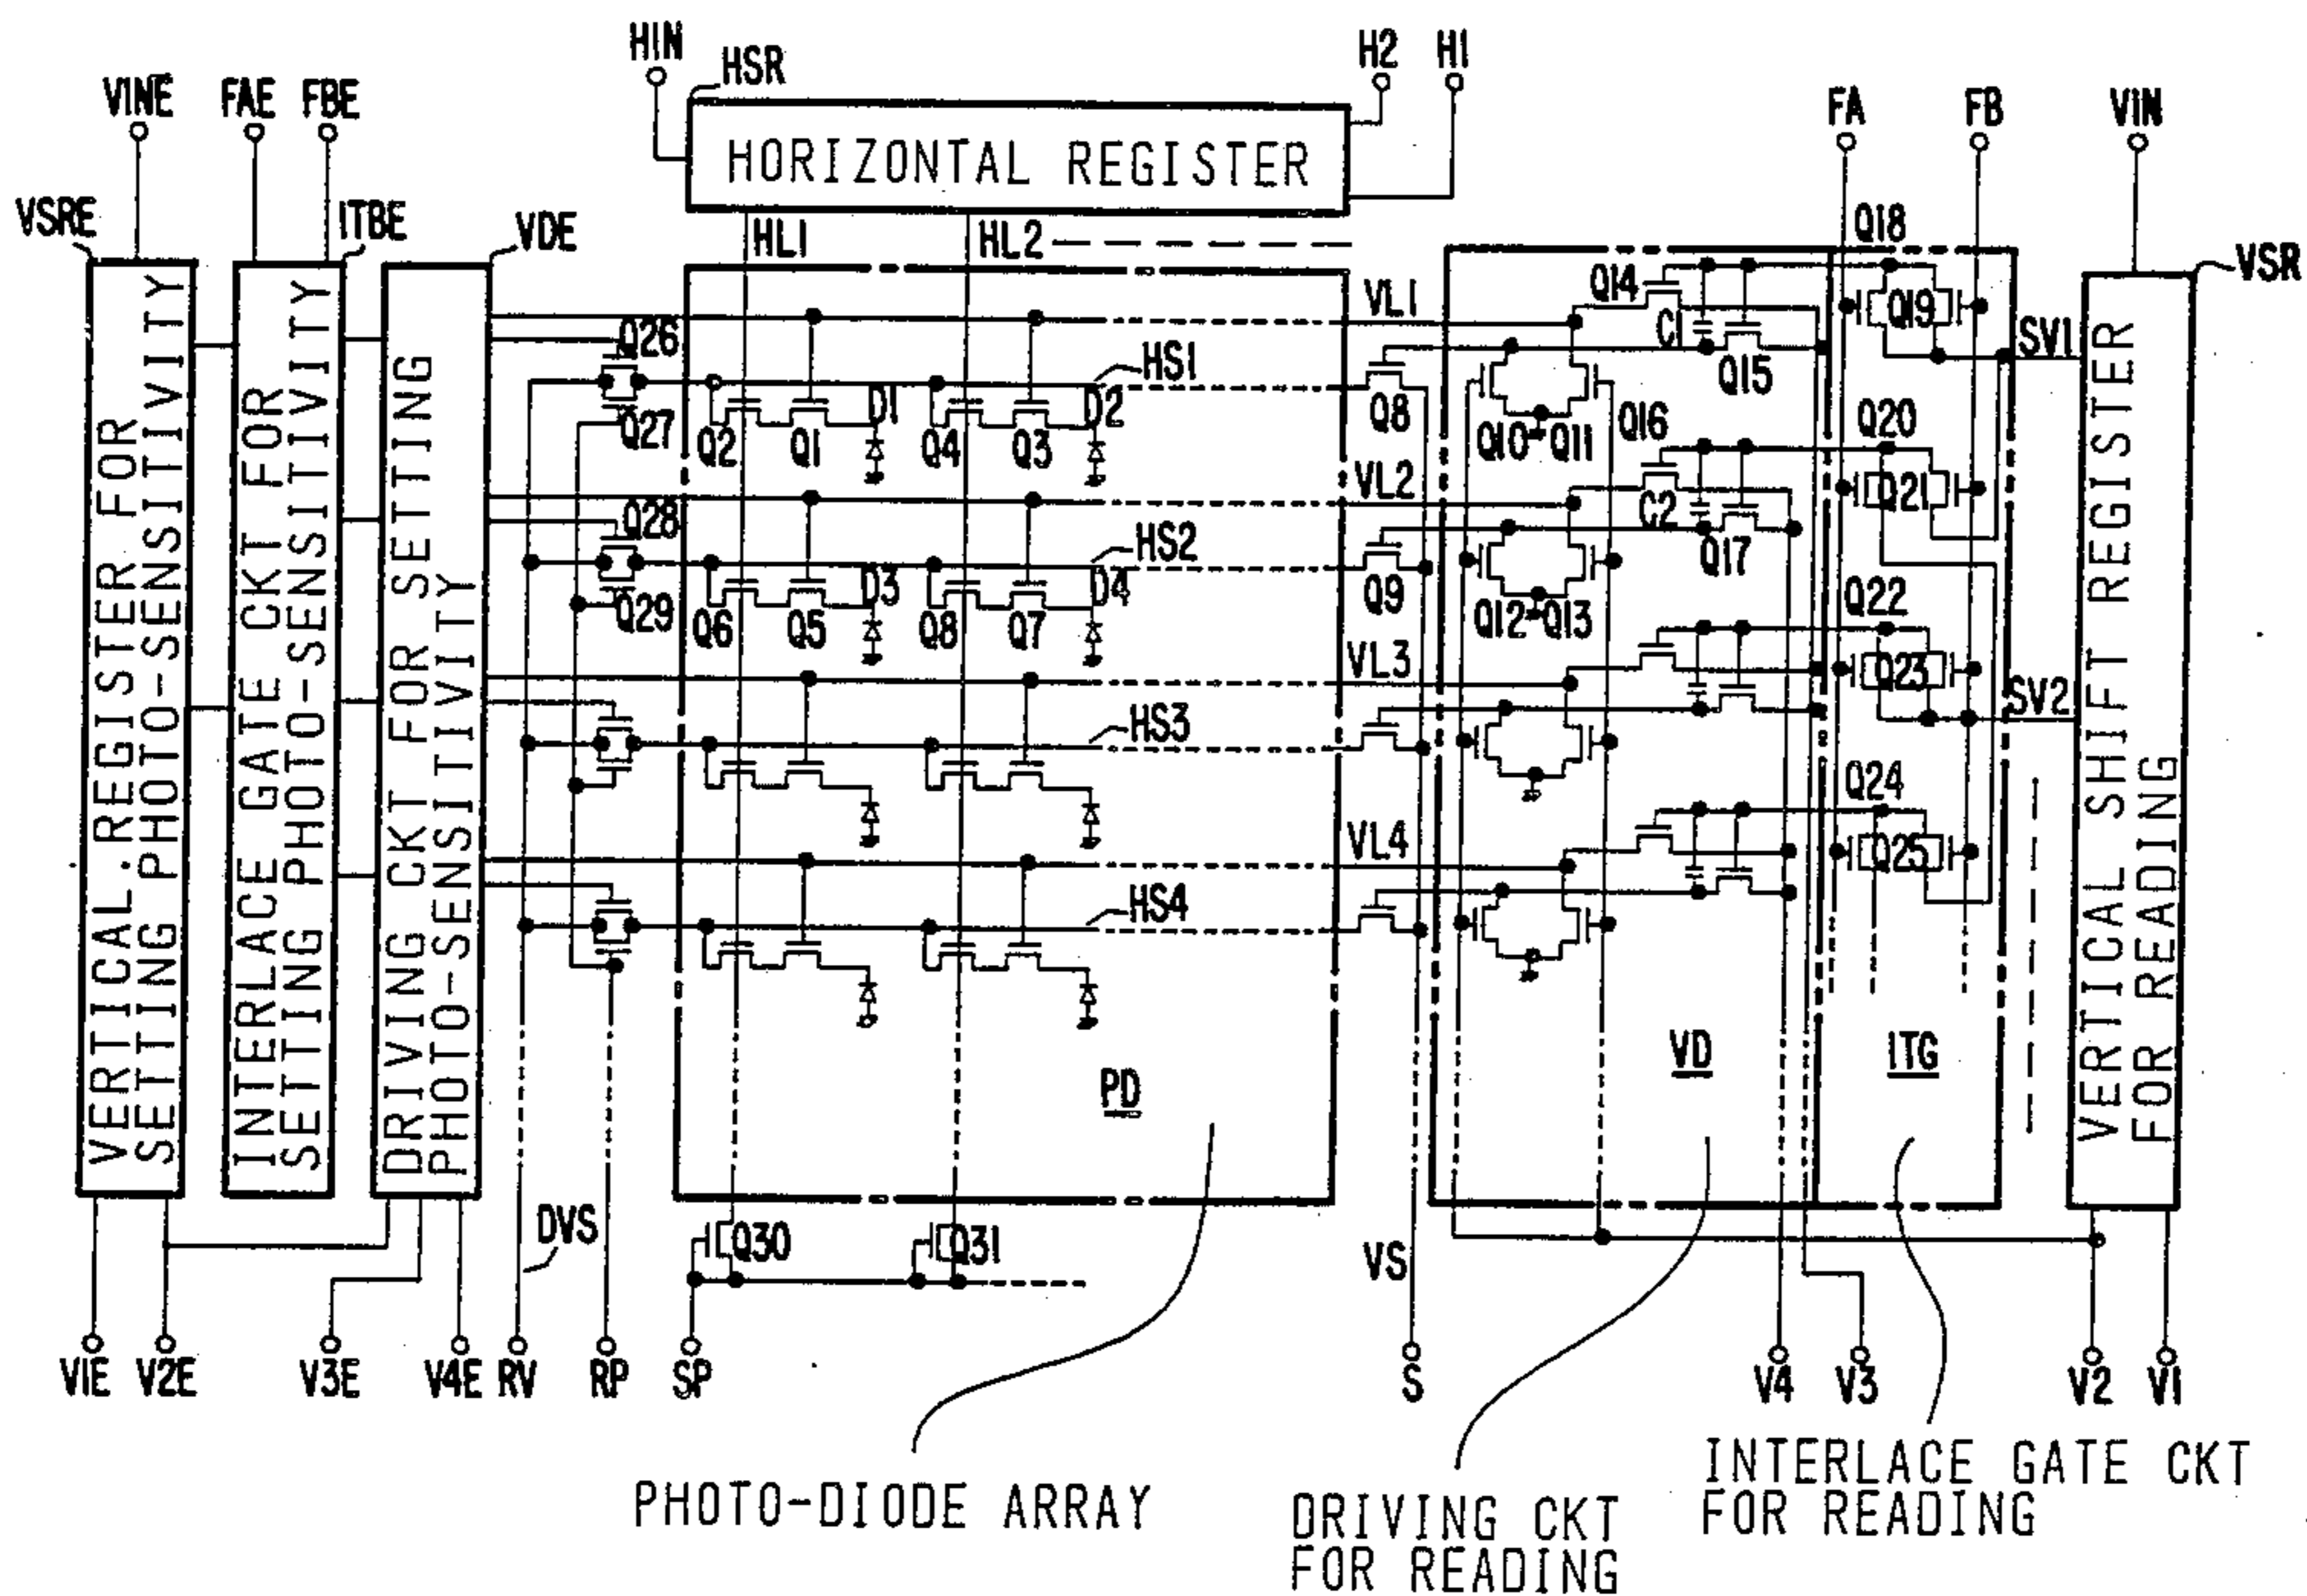 HIN
HSR
H2
H1
VINE
FAE
FBE
FA
FB
VIN
HORIZONTAL REGISTER
VSRE
ITBE
VDE
HL1
HL2
Q18
VSR
VERTICAL.REGISTER FOR
SETTING PHOTO-SENSITIVITY
INTERLACE GATE CKT FOR
SETTING PHOTO-SENSITIVITY
DRIVING CKT FOR SETTING
PHOTO-SENSITIVITY
Q26
VL1
Q14
C1
Q19
SV1
HS1
Q15
Q27
Q2
Q1
D1
Q4
Q3
D2
Q8
Q10
Q11
Q16
Q20
VL2
Q28
C2
Q21
HS2
Q17
Q29
Q6
Q5
D3
Q8
Q7
D4
Q9
Q12
Q13
Q22
VL3
Q23
SV2
HS3
Q24
VL4
Q25
HS4
VERTICAL SHIFT REGISTER
FOR READING
PD
VD
ITG
DVS
Q30
Q31
VS
V1E
V2E
V3E
V4E
RV
RP
SP
S
V4
V3
V2
V1
PHOTO-DIODE ARRAY
DRIVING CKT
FOR READING
INTERLACE GATE CKT
FOR READING